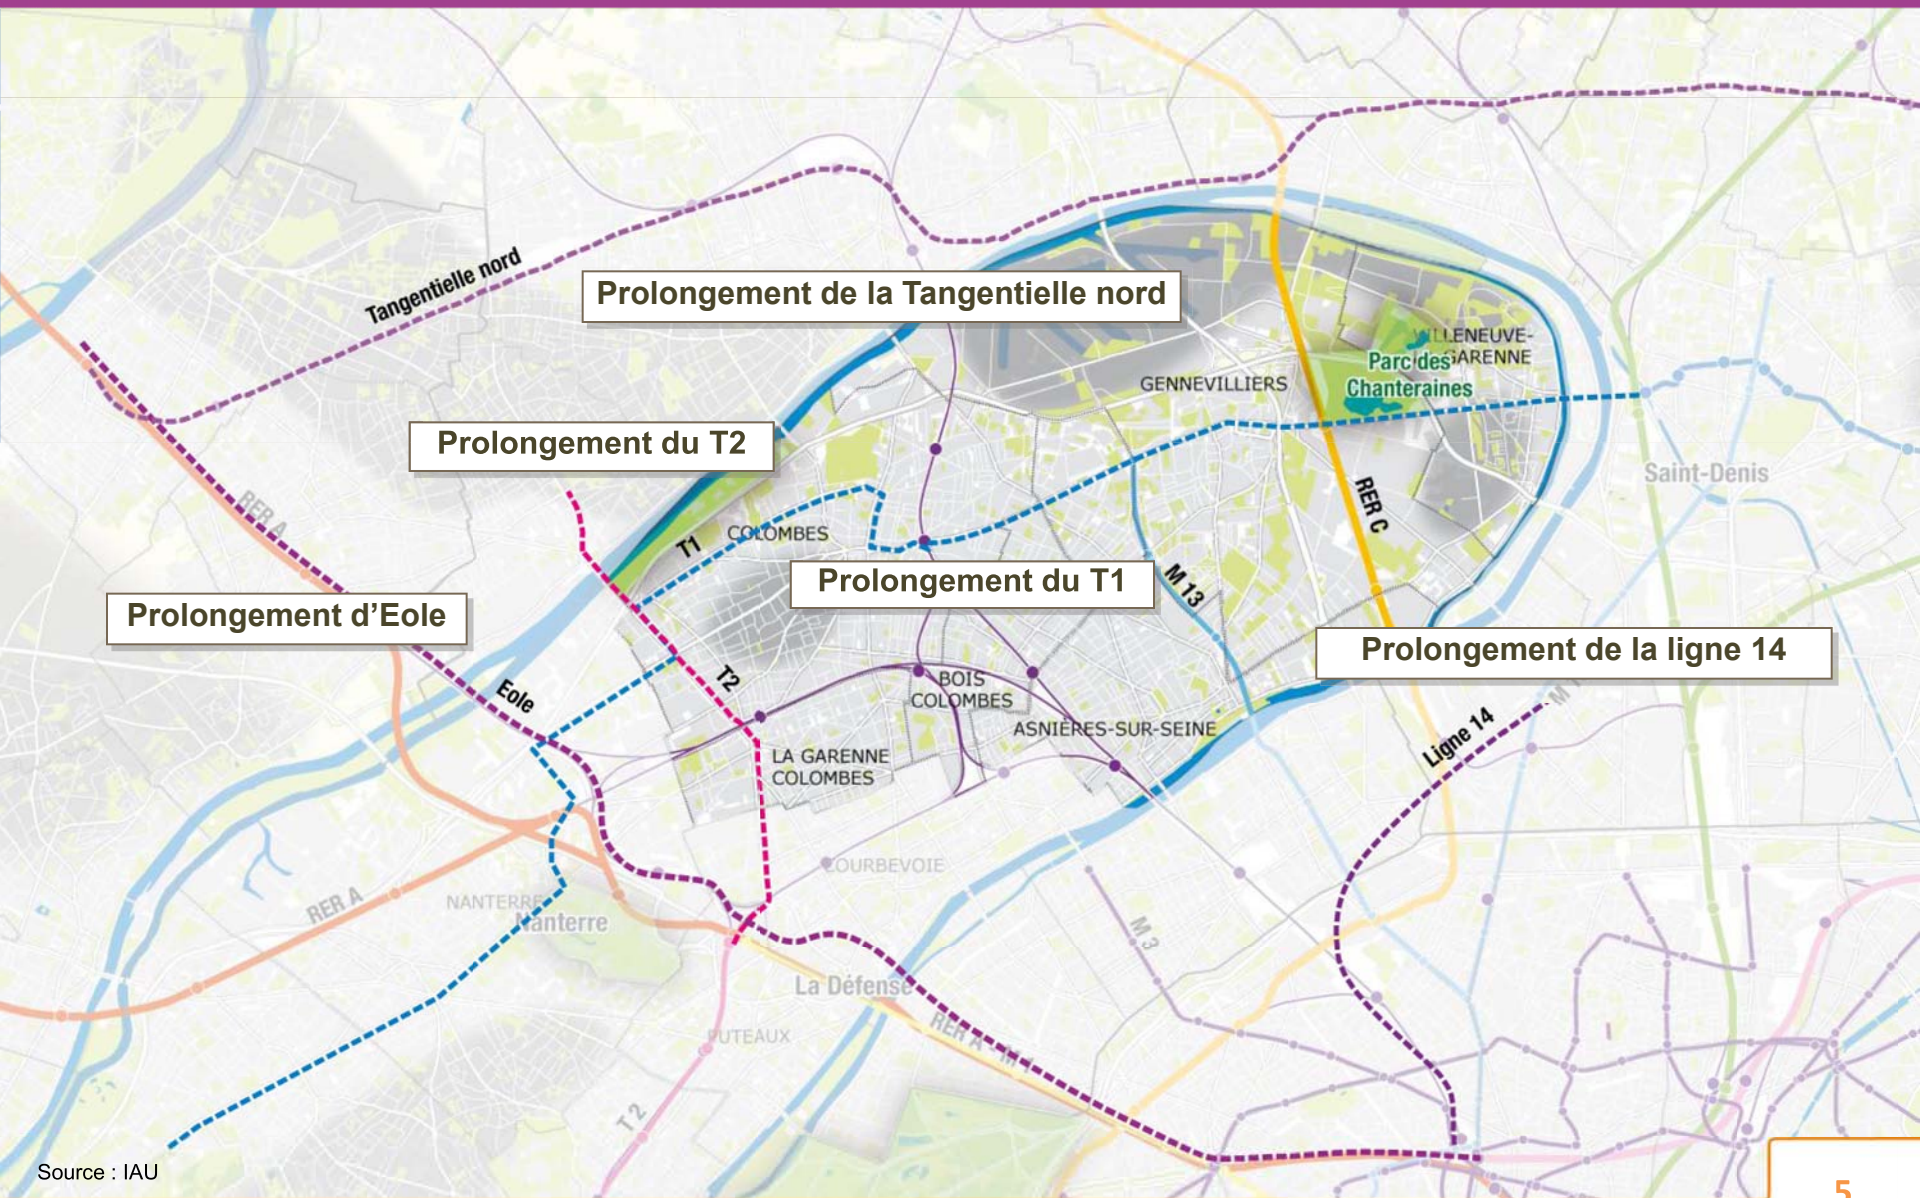 Tangentielle nord
Prolongement de la Tangentielle nord
VILLENEUVE-
GARENNE
Parc des
Chanteraines
GENNEVILLIERS
Prolongement du T2
Saint-Denis
RER A
RER C
COLOMBES
T1
Prolongement du T1
M 13
Prolongement d'Eole
Prolongement de la ligne 14
Eole
T2
BOIS
COLOMBES
ASNIÈRES-SUR-SEINE
Ligne 14
LA GARENNE
COLOMBES
COURBEVOIE
RER A
NANTERRE
Nanterre
M 3
La Défense
RER A - M 1
PUTEAUX
T 2
Source : IAU
5